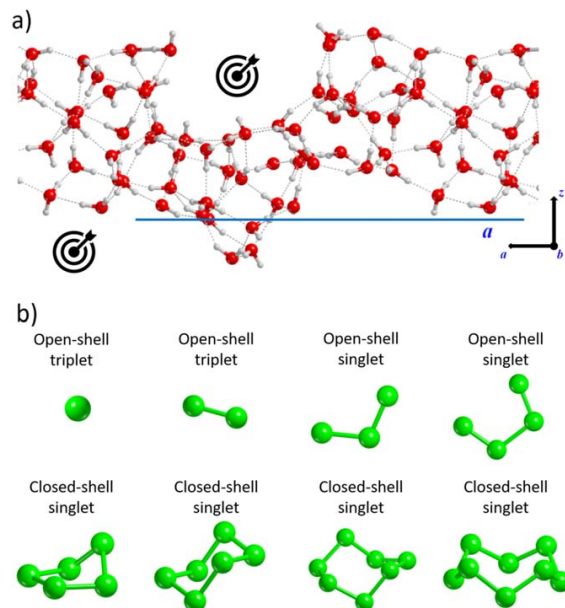 a)
z
a
a
b
b)
Open-shell
triplet
Open-shell
triplet
Open-shell
singlet
Open-shell
singlet
Closed-shell
singlet
Closed-shell
singlet
Closed-shell
singlet
Closed-shell
singlet